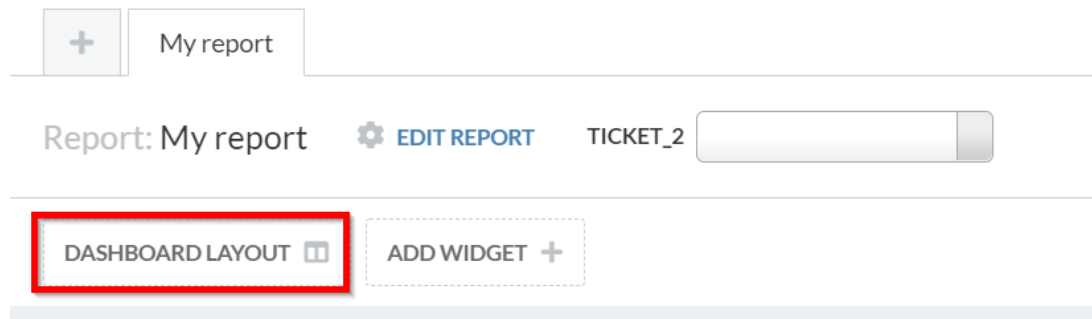 + My report
Report: My report EDIT REPORT TICKET_2
DASHBOARD LAYOUT ADD WIDGET +